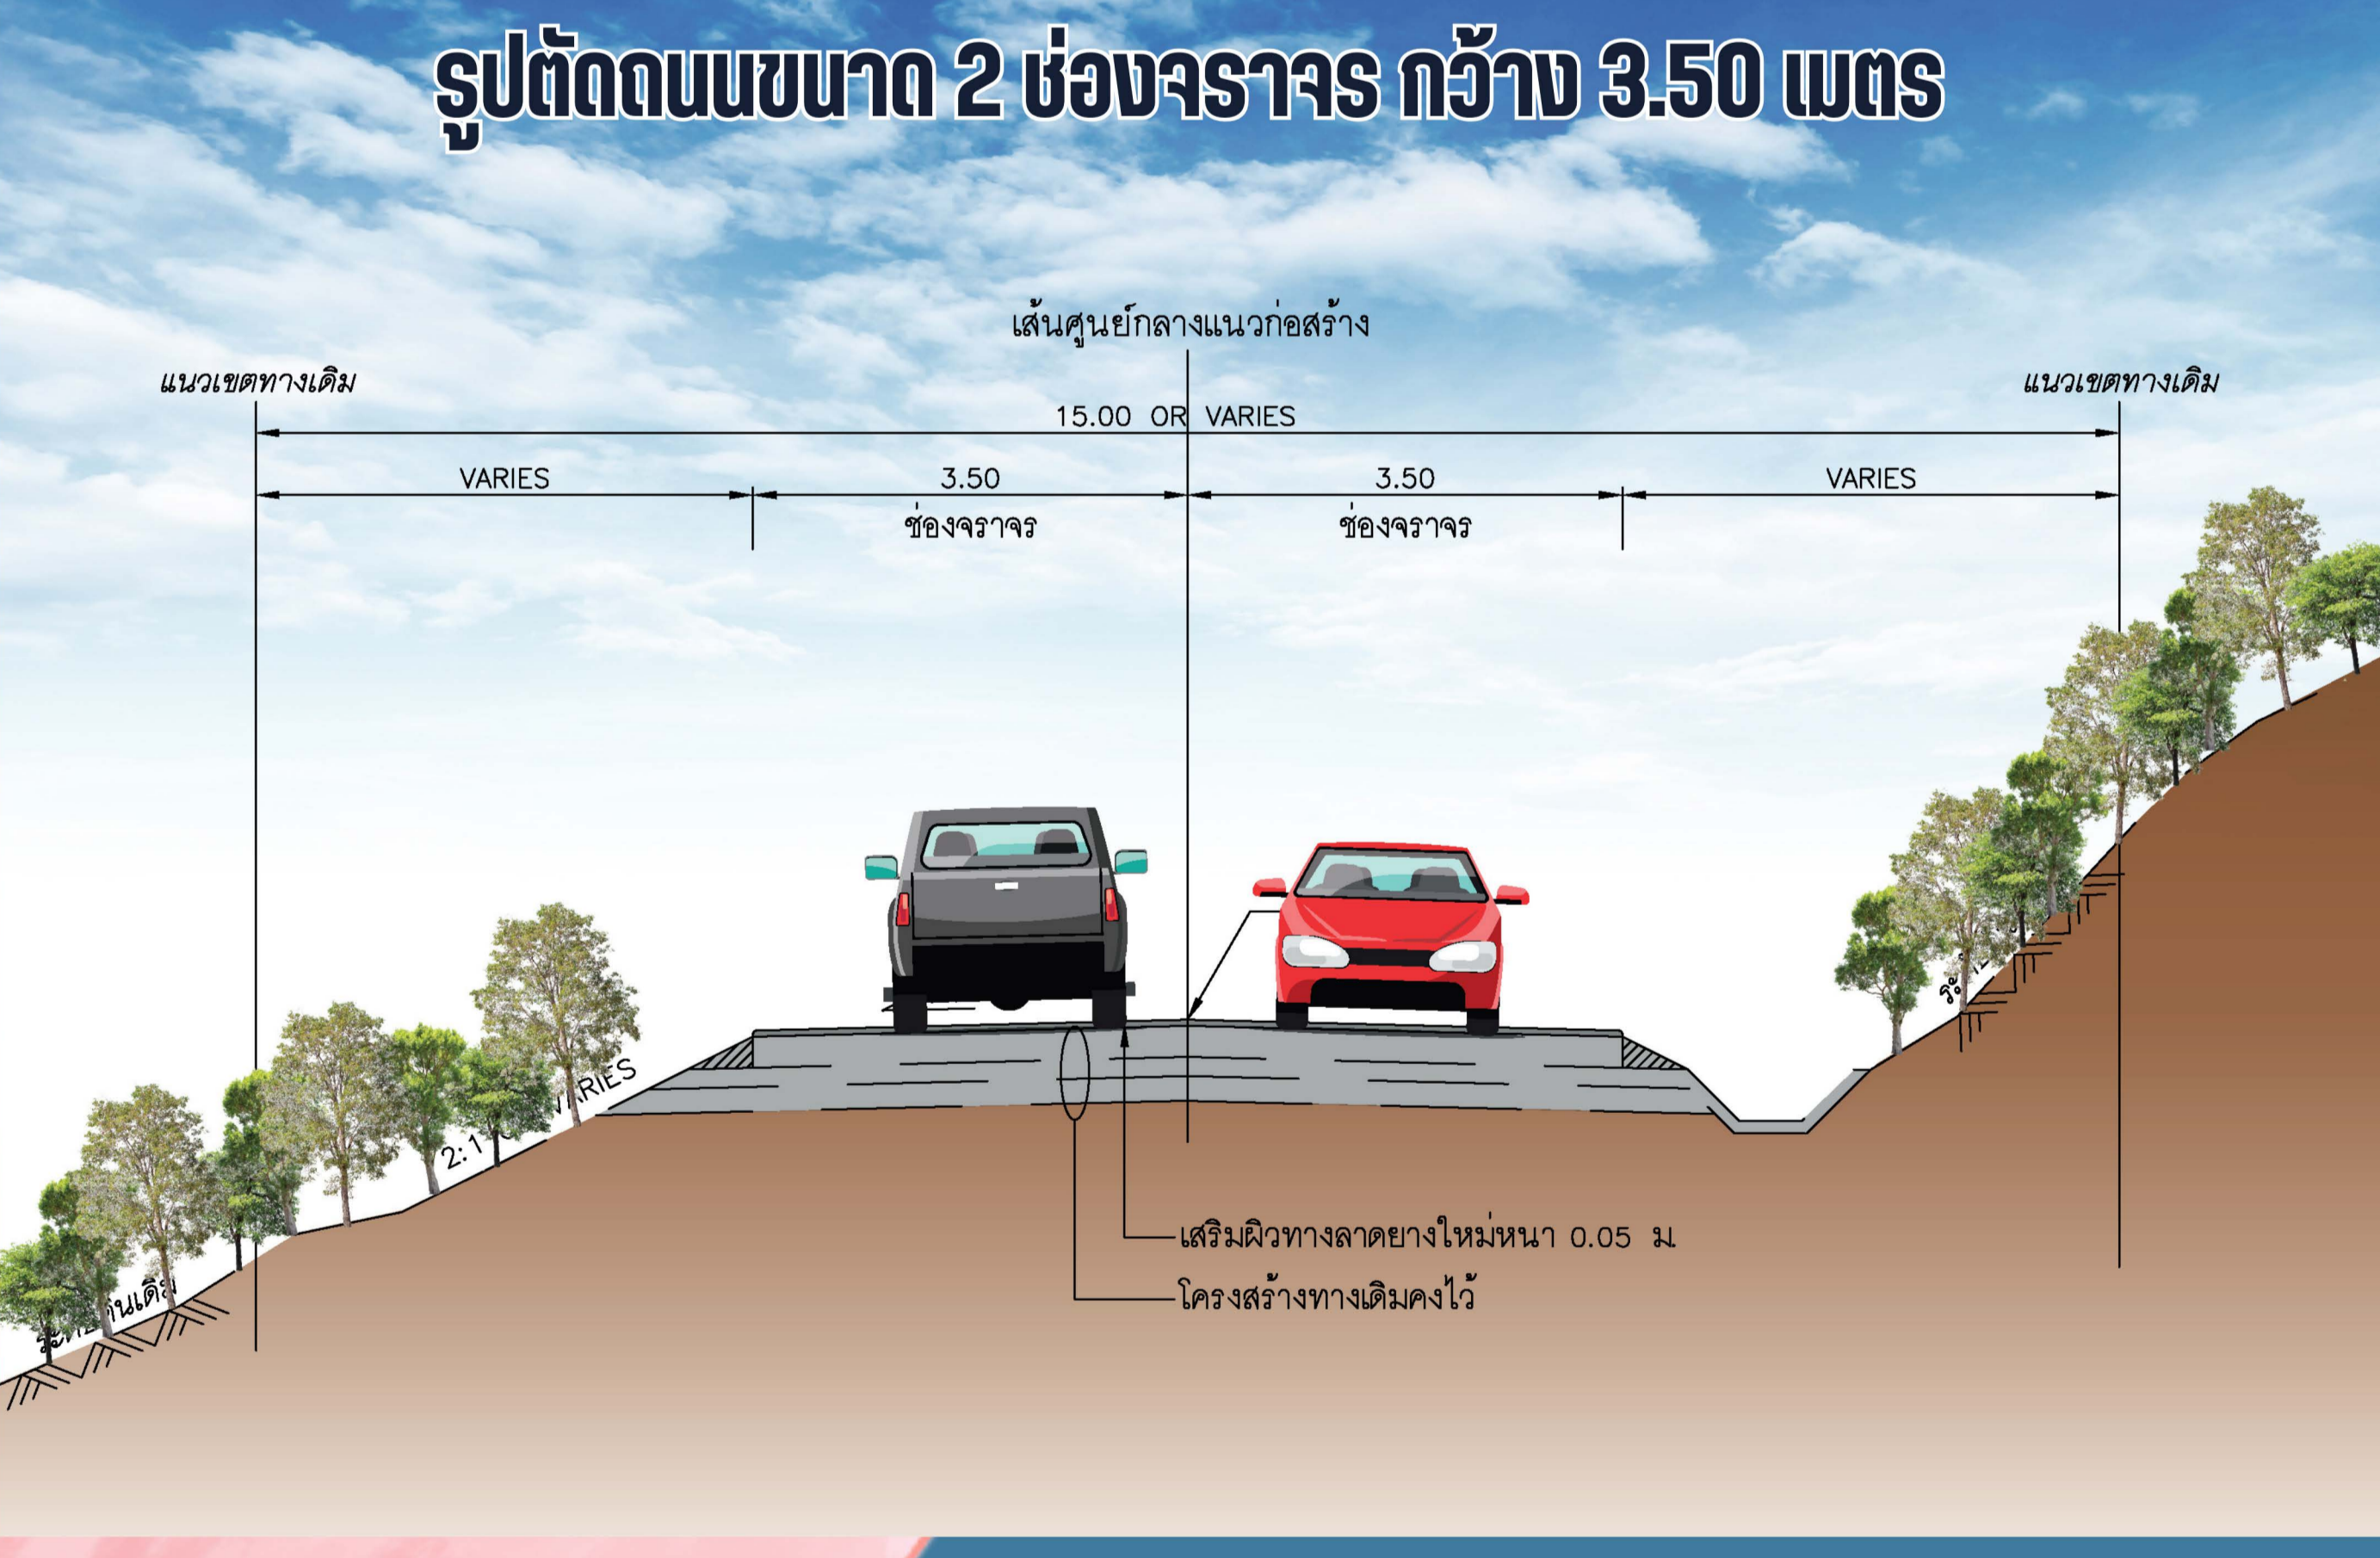 รูปตัดถนนขนาด 2 ช่องจราจร กว้าง 3.50 เมตร
เส้นศูนย์กลางแนวก่อสร้าง
แนวเขตทางเดิม
แนวเขตทางเดิม
15.00 OR VARIES
VARIES
3.50
3.50
VARIES
ช่องจราจร
ช่องจราจร
2:1
VARIES
เสริมผิวทางลาดยางใหม่หนา 0.05 ม.
โครงสร้างทางเดิมคงไว้